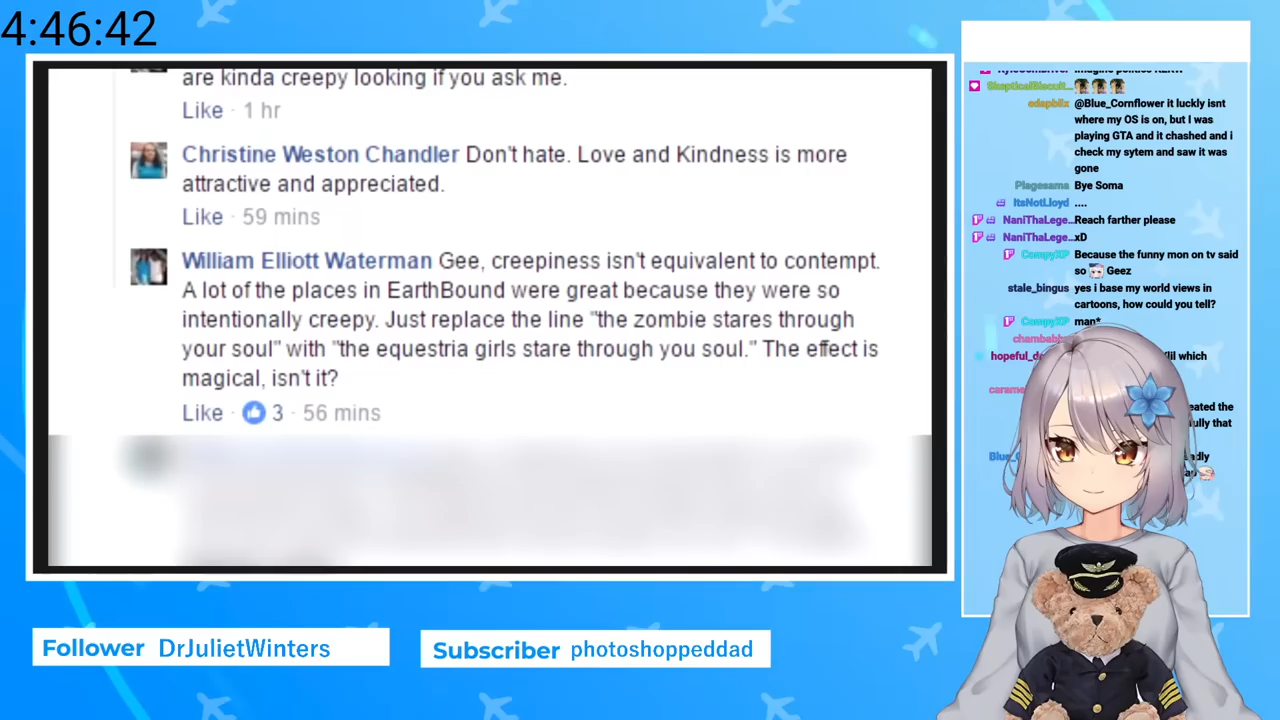 4:46:42
are kinda creepy looking if you ask me.
Like · 1 hr
Christine Weston Chandler Don't hate. Love and Kindness is more
attractive and appreciated.
Like · 59 mins
William Elliott Waterman Gee, creepiness isn't equivalent to contempt.
A lot of the places in EarthBound were great because they were so
intentionally creepy. Just replace the line "the zombie stares through
your soul" with "the equestria girls stare through you soul." The effect is
magical, isn't it?
Like · 3 · 56 mins
Follower DrJulietWinters
Subscriber photoshoppeddad
SkepticalBiscuit...
edapblix @Blue_Cornflower it luckly isnt
where my OS is on, but I was
playing GTA and it chashed and i
check my sytem and saw it was
gone
Plagesama Bye Soma
ItsNotLloyd ....
NaniThaLege... Reach farther please
NaniThaLege... xD
CompyXP Because the funny mon on tv said
so Geez
stale_bingus yes i base my world views in
cartoons, how could you tell?
CompyXP man*
chambab
hopeful_d which
carame
eated the
ully that
Blue_ adly